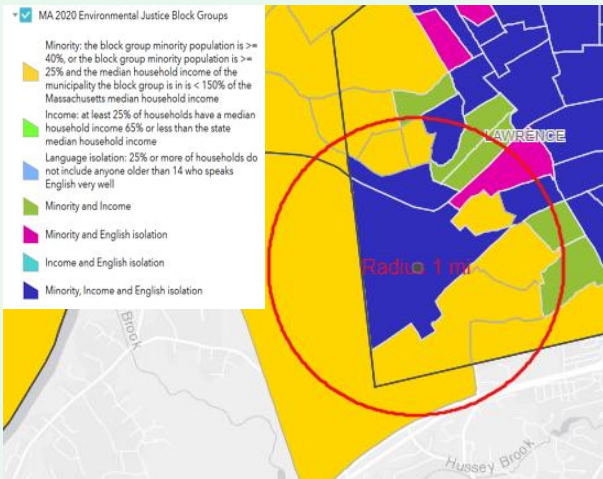 MA 2020 Environmental Justice Block Groups
Minority: the block group minority population is >=
40%, or the block group minority population is >=
25% and the median household income of the
municipality the block group is in is < 150% of the
Massachusetts median household income
Income: at least 25% of households have a median
household income 65% or less than the state
median household income
Language isolation: 25% or more of households do
not include anyone older than 14 who speaks
English very well
Minority and Income
Minority and English isolation
Income and English isolation
Minority, Income and English isolation
LAWRENCE
Radius 1 mi
Brook
Hussey Brook